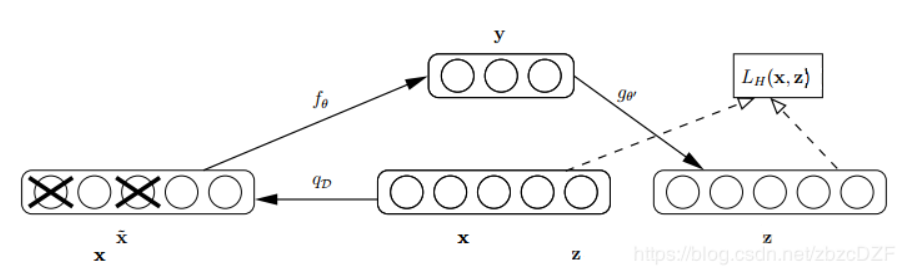 y
L_H(x, z)
f_θ
g_θ'
q_D
x̃
x
z
x
z
https://blog.csdn.net/zbzcDZF